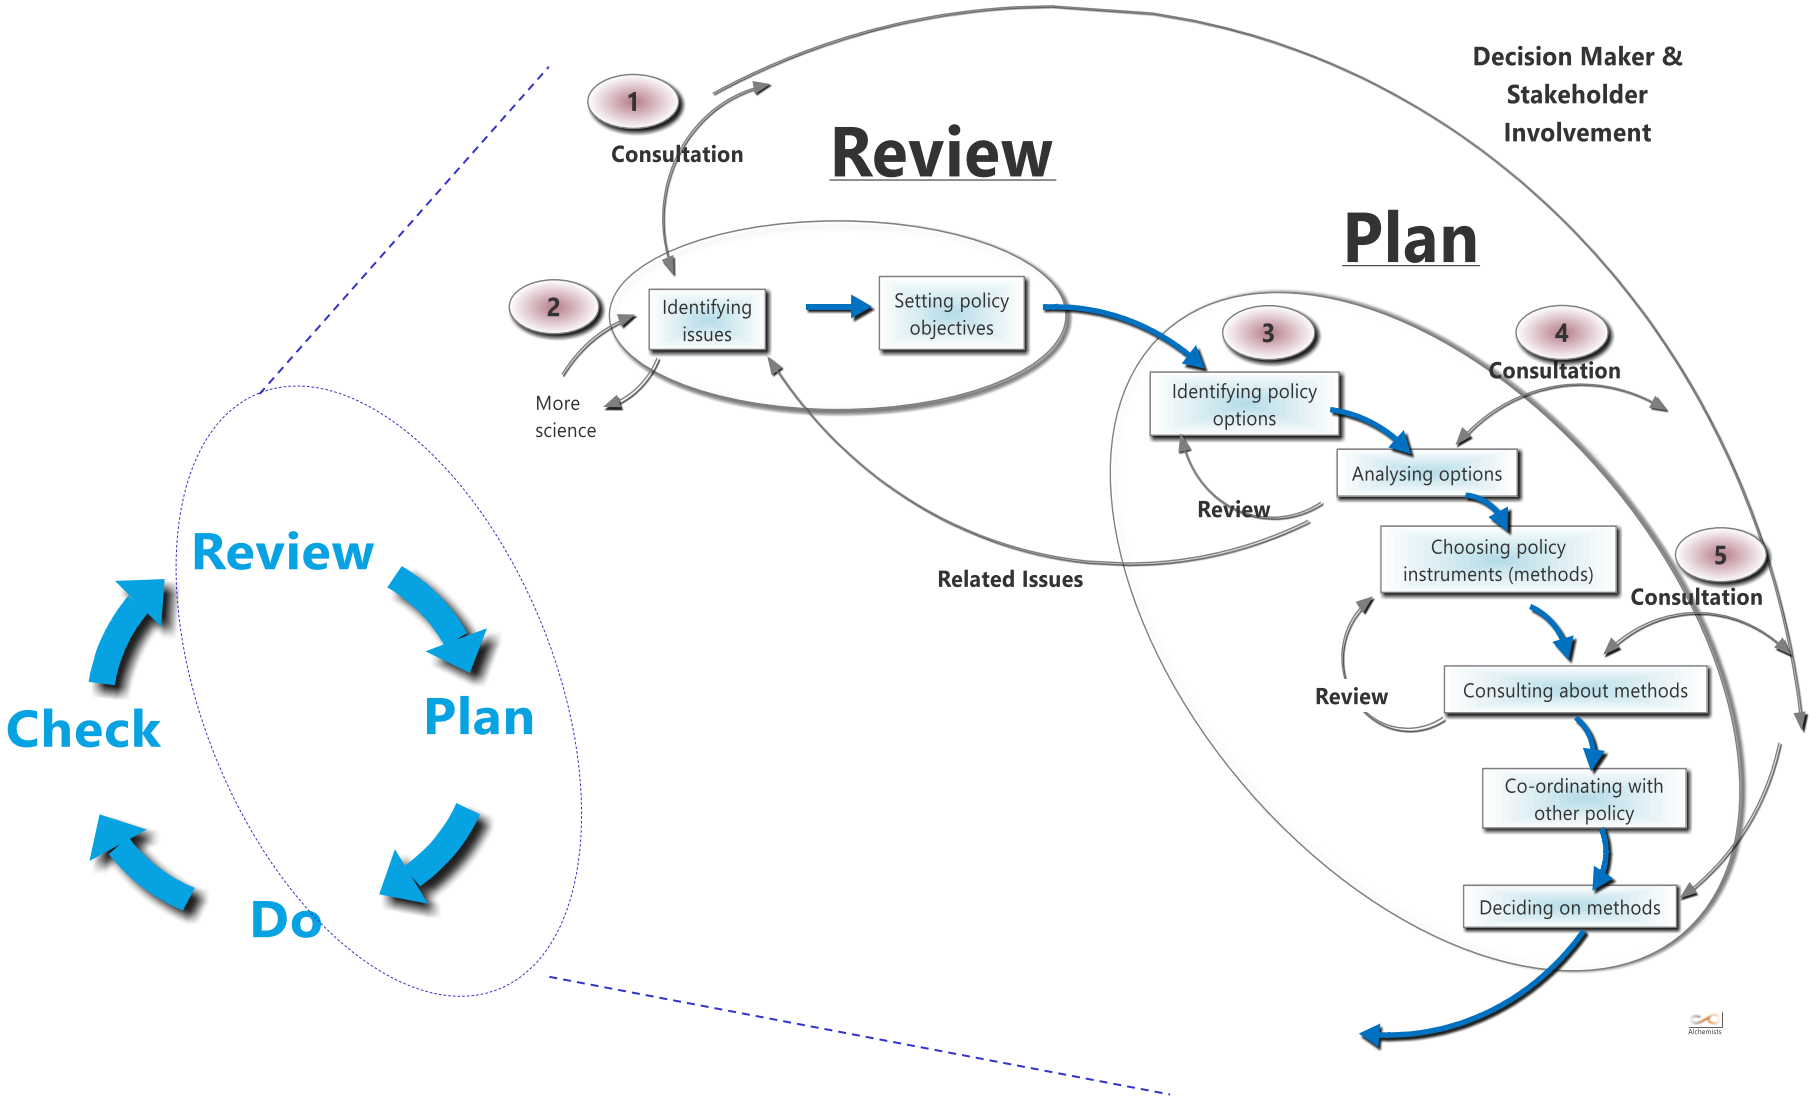 Decision Maker &
Stakeholder
Involvement
1
Consultation
Review
Plan
2
Identifying
issues
Setting policy
objectives
3
4
Consultation
More
science
Identifying policy
options
Analysing options
Review
Related Issues
Choosing policy
instruments (methods)
5
Consultation
Review
Consulting about methods
Co-ordinating with
other policy
Deciding on methods
Review
Plan
Check
Do
Alchemists